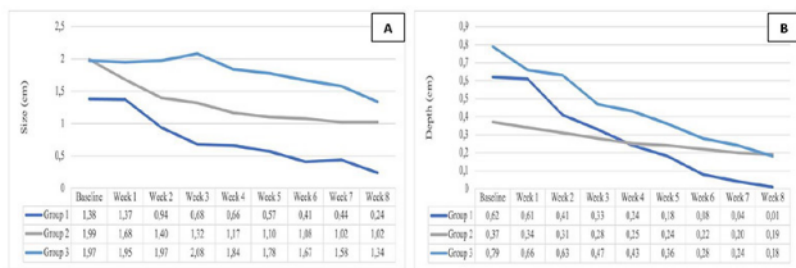 A
2,5
2
1,5
1
0,5
0
Size (cm)
Baseline Week 1 Week 2 Week 3 Week 4 Week 5 Week 6 Week 7 Week 8
Group 1 1,38 1,37 0,94 0,68 0,66 0,57 0,41 0,44 0,24
Group 2 1,99 1,68 1,40 1,32 1,17 1,10 1,08 1,02 1,02
Group 3 1,97 1,95 1,97 2,08 1,84 1,78 1,67 1,58 1,34
B
0,9
0,8
0,7
0,6
0,5
0,4
0,3
0,2
0,1
0
Depth (cm)
Baseline Week 1 Week 2 Week 3 Week 4 Week 5 Week 6 Week 7 Week 8
Group 1 0,62 0,61 0,41 0,33 0,24 0,18 0,08 0,04 0,01
Group 2 0,37 0,34 0,31 0,28 0,25 0,24 0,22 0,20 0,19
Group 3 0,79 0,66 0,63 0,47 0,43 0,36 0,28 0,24 0,18